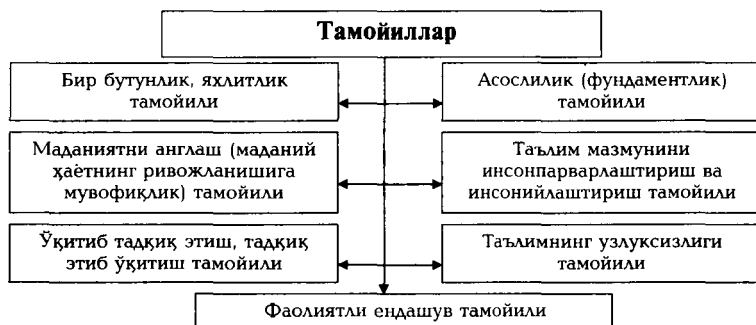 Тамойиллар
Бир бутунлик, яхлитлик
тамойили
Асослилик (фундаментлик)
тамойили
Маданиятни англаш (маданий
ҳаётнинг ривожланишига
мувофиқлик) тамойили
Таълим мазмунини
инсонпарварлаштириш ва
инсонийлаштириш тамойили
Ўқитиб тадқиқ этиш, тадқиқ
этиб ўқитиш тамойили
Таълимнинг узлуксизлиги
тамойили
Фаолиятли ендашув тамойили